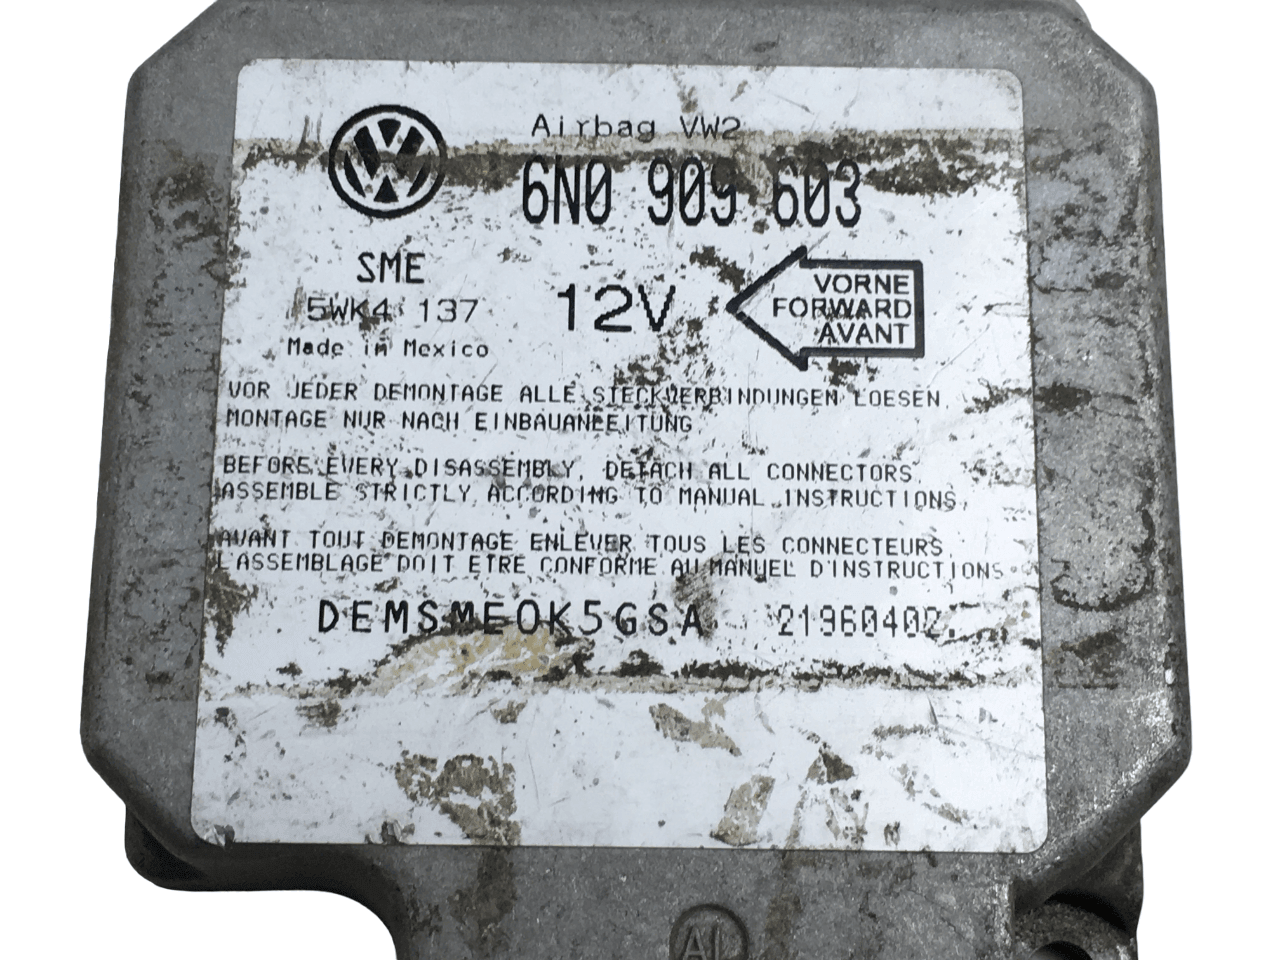 Airbag VW2
6N0 909 603
SME
5WK4 137
12V
VORNE
FORWARD
AVANT
Made in Mexico
VOR JEDER DEMONTAGE ALLE STECKVERBINDUNGEN LOESEN
MONTAGE NUR NACH EINBAUANLEITUNG
BEFORE EVERY DISASSEMBLY, DETACH ALL CONNECTORS,
ASSEMBLE STRICTLY ACCORDING TO MANUAL INSTRUCTIONS,
AVANT TOUT DEMONTAGE ENLEVER TOUS LES CONNECTEURS
L'ASSEMBLAGE DOIT ETRE CONFORME AU MANUEL D'INSTRUCTIONS
DEMSMEOK5GSA 21960402
AL